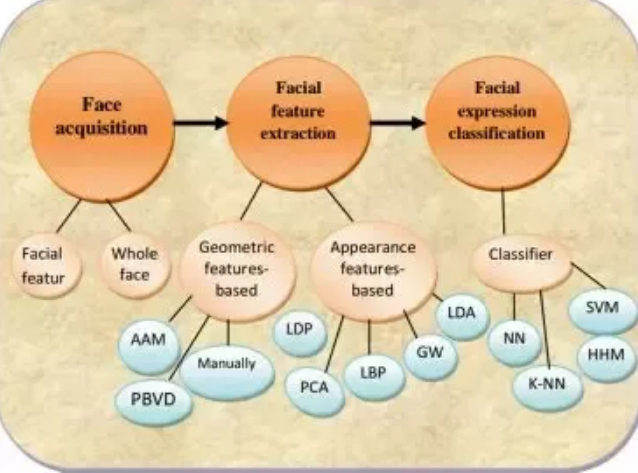 Face
acquisition
Facial
feature
extraction
Facial
expression
classification
Facial
featur
Whole
face
Geometric
features-
based
Appearance
features-
based
Classifier
AAM
PBVD
Manually
LDP
PCA
LBP
GW
LDA
NN
K-NN
SVM
HHM